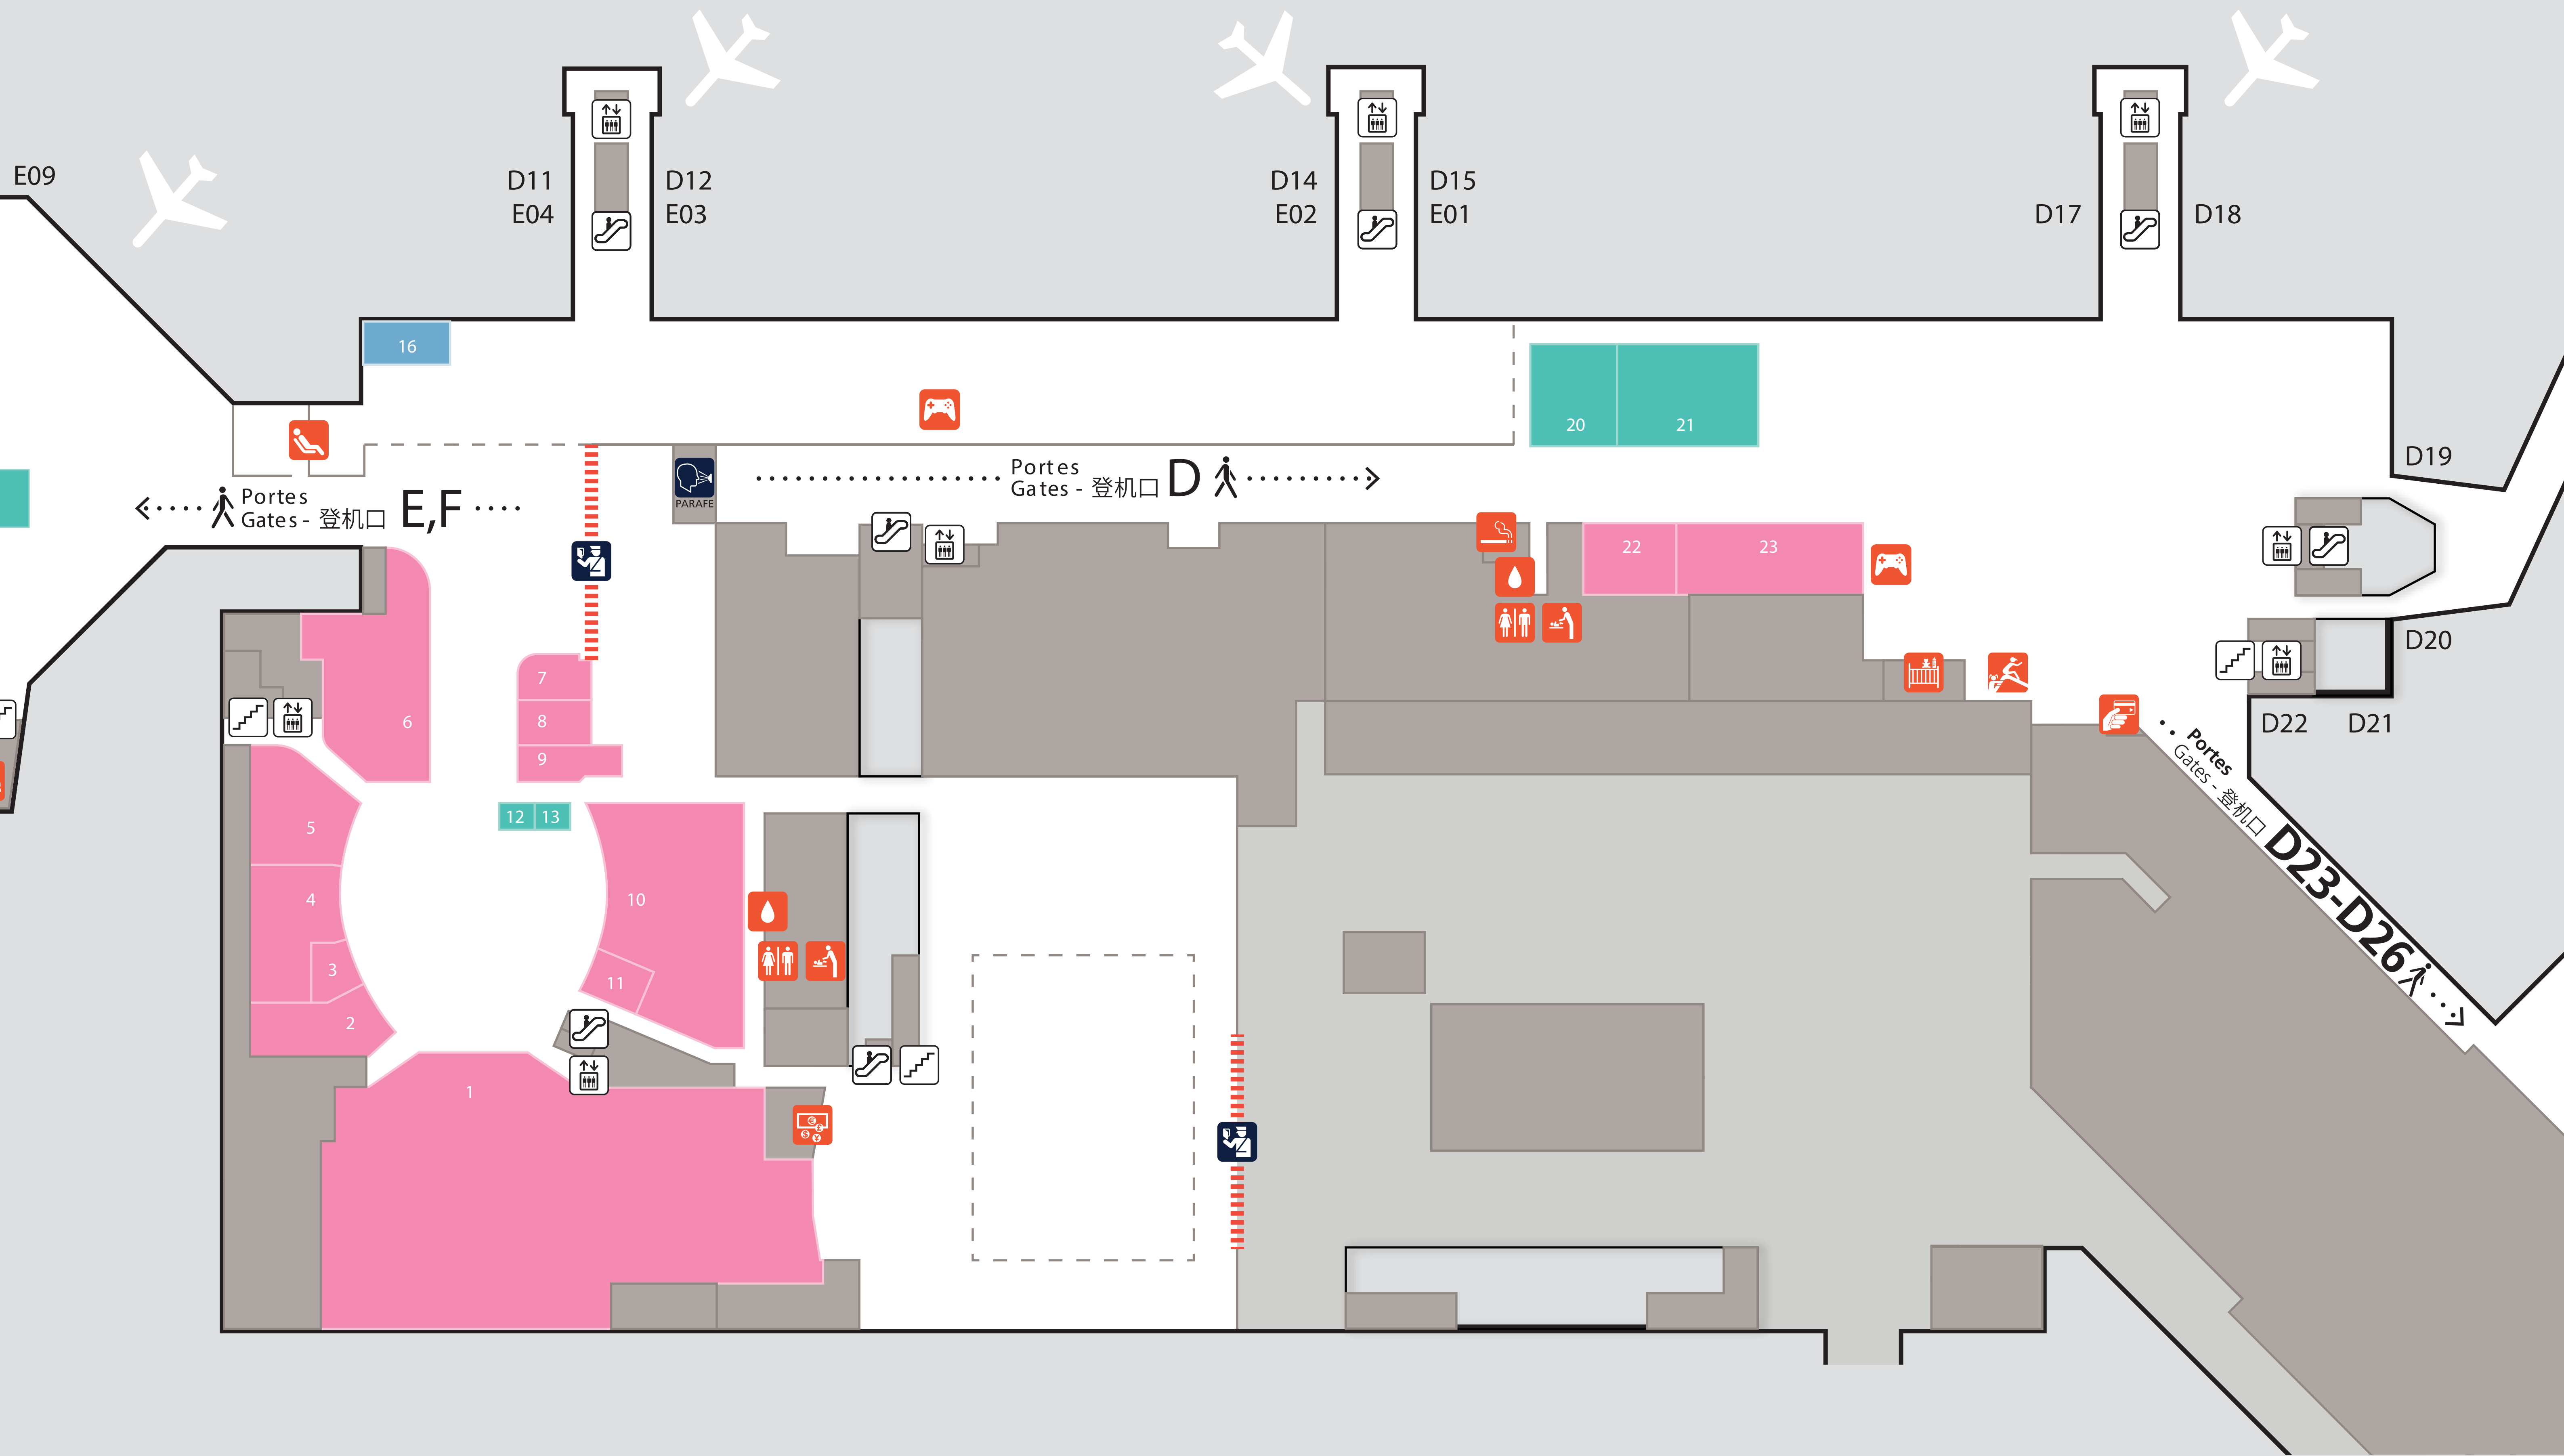 E09
D11
E04
D12
E03
D14
E02
D15
E01
D17
D18
16
20
21
D19
Portes
Gates - 登机口 D
PARAFE
Portes
Gates - 登机口 E,F
22
23
D20
D22
D21
7
8
9
6
Portes
Gates - 登机口 D23-D26
12
13
5
4
10
3
11
2
1